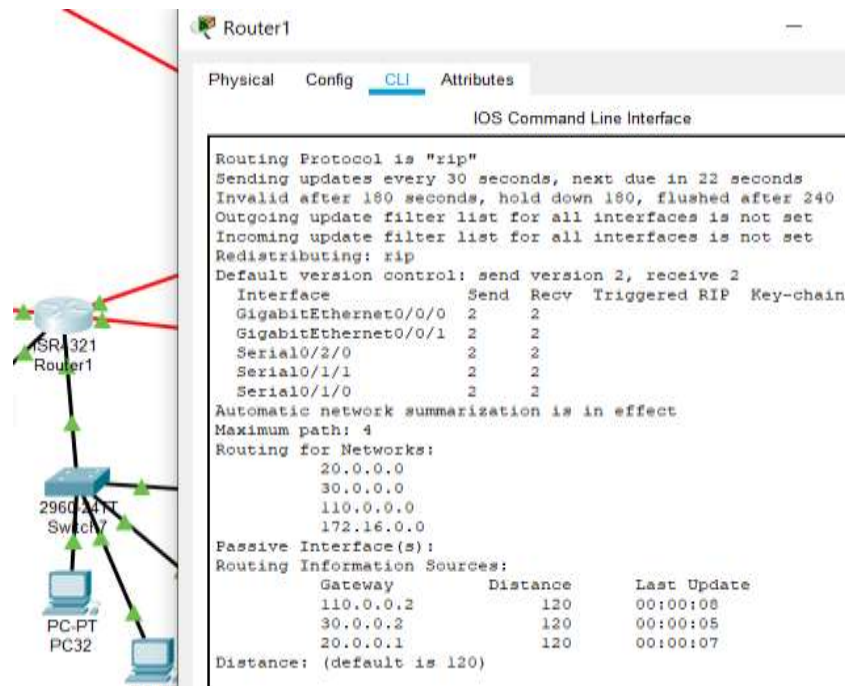 Router1
Physical Config CLI Attributes
IOS Command Line Interface
Routing Protocol is "rip"
Sending updates every 30 seconds, next due in 22 seconds
Invalid after 180 seconds, hold down 180, flushed after 240
Outgoing update filter list for all interfaces is not set
Incoming update filter list for all interfaces is not set
Redistributing: rip
Default version control: send version 2, receive 2
Interface Send Recv Triggered RIP Key-chain
GigabitEthernet0/0/0 2 2
GigabitEthernet0/0/1 2 2
Serial0/2/0 2 2
Serial0/1/1 2 2
Serial0/1/0 2 2
Automatic network summarization is in effect
Maximum path: 4
Routing for Networks:
20.0.0.0
30.0.0.0
110.0.0.0
172.16.0.0
Passive Interface(s):
Routing Information Sources:
Gateway Distance Last Update
110.0.0.2 120 00:00:08
30.0.0.2 120 00:00:05
20.0.0.1 120 00:00:07
Distance: (default is 120)
ISR4321
Router1
2960-24TT
Switch7
PC-PT
PC32